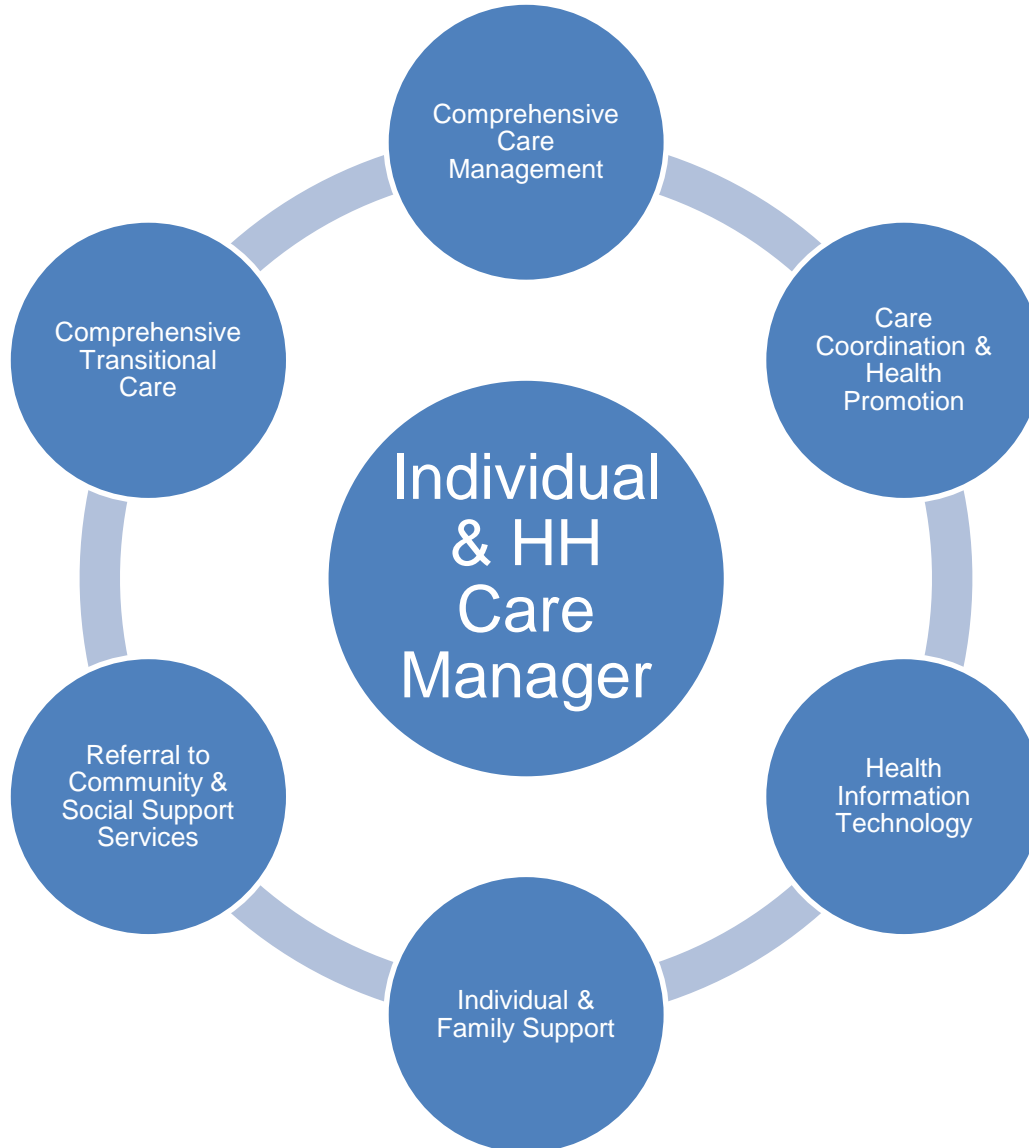 Comprehensive
Care
Management
Care
Coordination &
Health
Promotion
Health
Information
Technology
Individual &
Family Support
Referral to
Community &
Social Support
Services
Comprehensive
Transitional
Care
Individual
& HH
Care
Manager